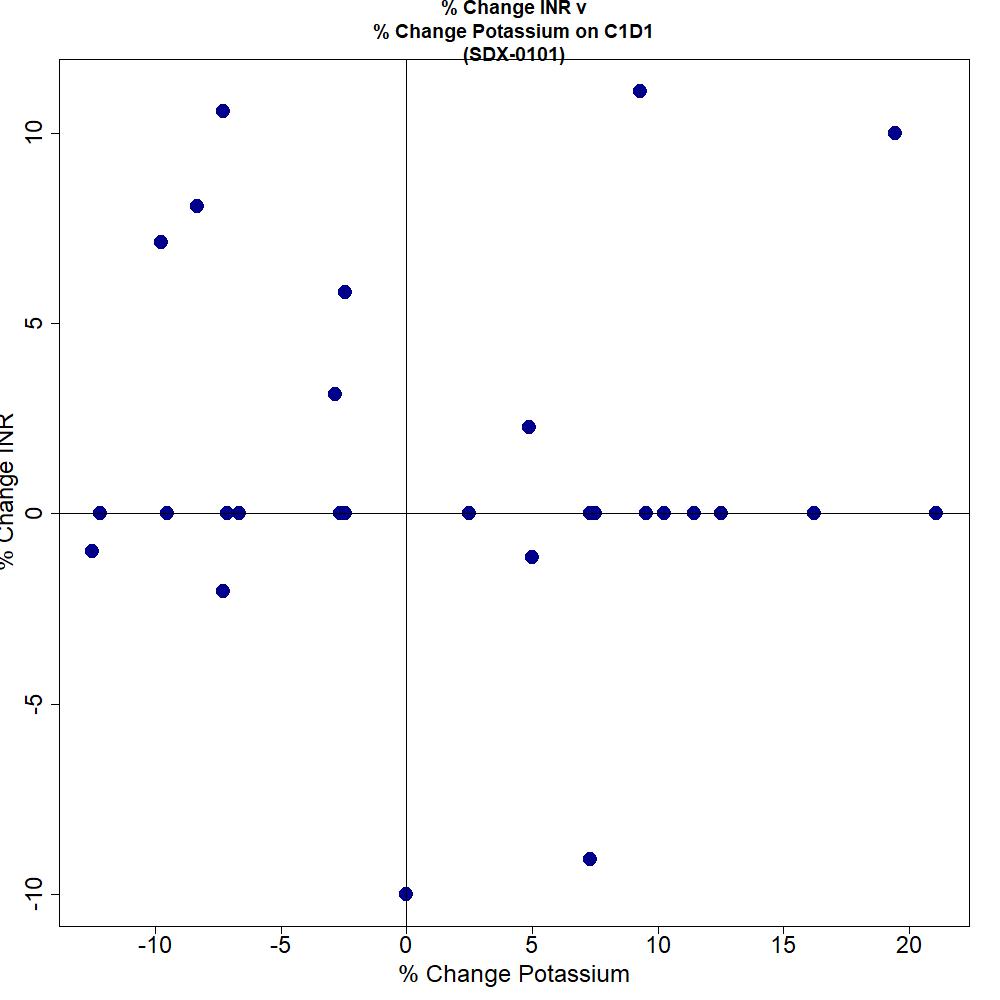 % Change INR v
% Change Potassium on C1D1
(SDX-0101)
10
5
0
-5
-10
% Change INR
-10 -5 0 5 10 15 20
% Change Potassium